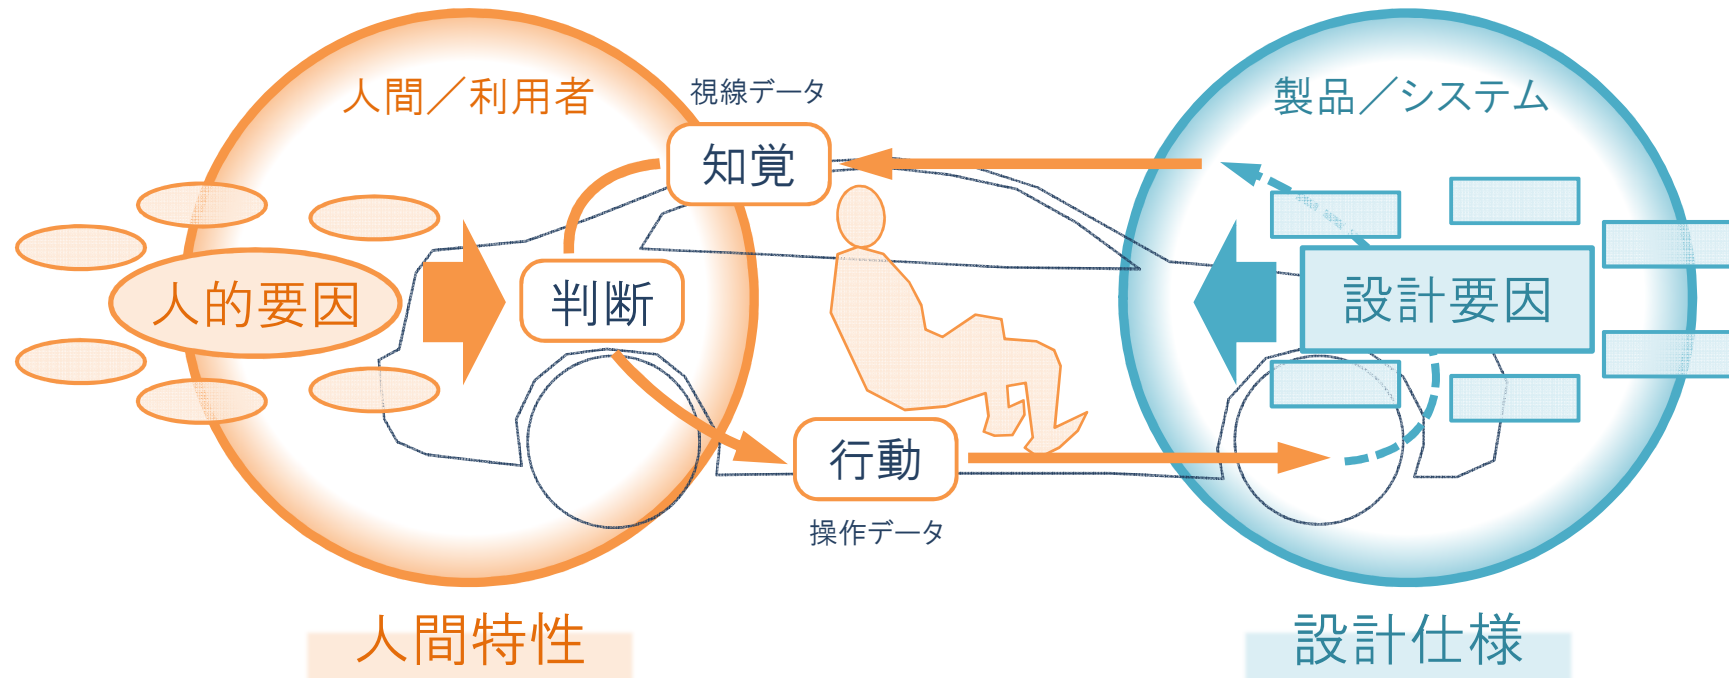 人間／利用者
視線データ
製品／システム
知覚
人的要因
判断
設計要因
行動
操作データ
人間特性
設計仕様